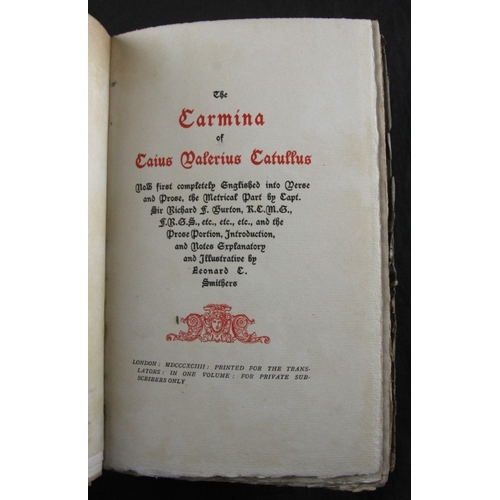 The
Carmina
of
Caius Valerius Catullus
Now first completely Englished into Verse
and Prose, the Metrical Part by Capt.
Sir Richard F. Burton, K.C.M.G.,
F.R.G.S., etc., etc., etc., and the
Prose Portion, Introduction,
and Notes Explanatory
and Illustrative by
Leonard C.
Smithers
LONDON: MDCCCXCIIII: PRINTED FOR THE TRANS-
LATORS: IN ONE VOLUME: FOR PRIVATE SUB-
SCRIBERS ONLY